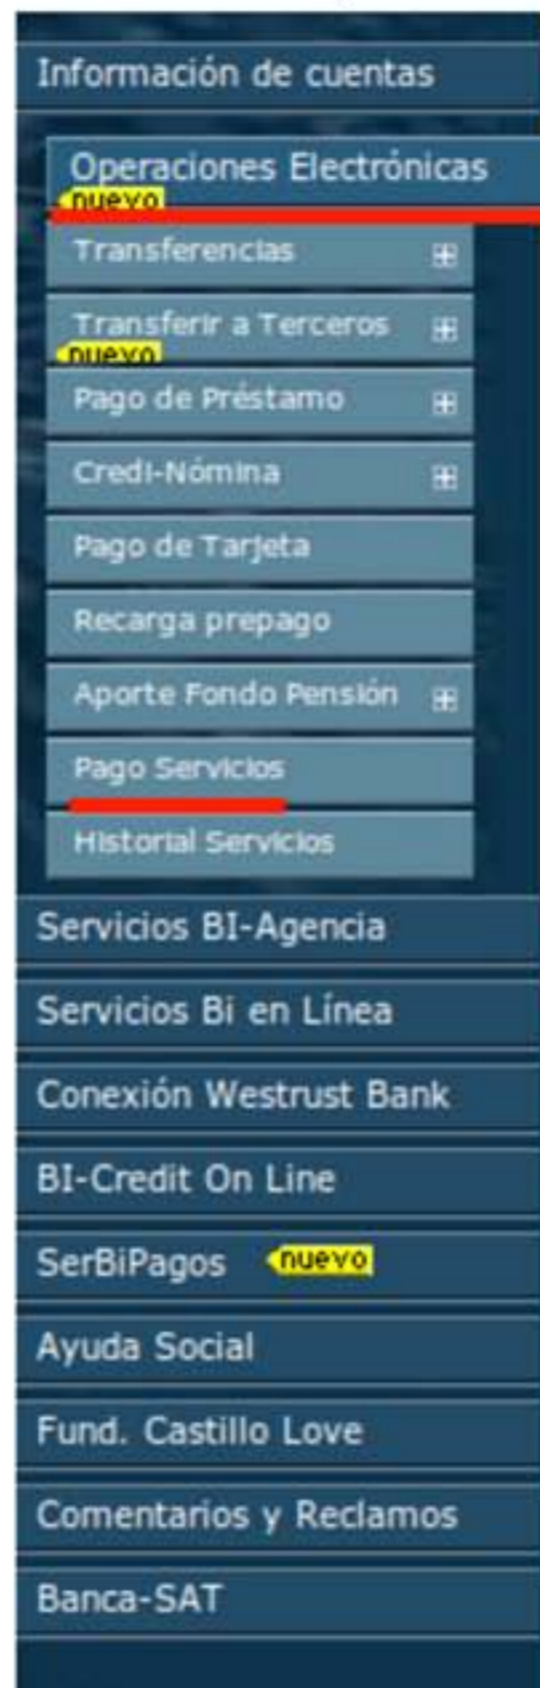 Información de cuentas
Operaciones Electrónicas
nuevo
Transferencias
Transferir a Terceros
nuevo
Pago de Préstamo
Credi-Nómina
Pago de Tarjeta
Recarga prepago
Aporte Fondo Pensión
Pago Servicios
Historial Servicios
Servicios BI-Agencia
Servicios Bi en Línea
Conexión Westrust Bank
BI-Credit On Line
SerBiPagos nuevo
Ayuda Social
Fund. Castillo Love
Comentarios y Reclamos
Banca-SAT